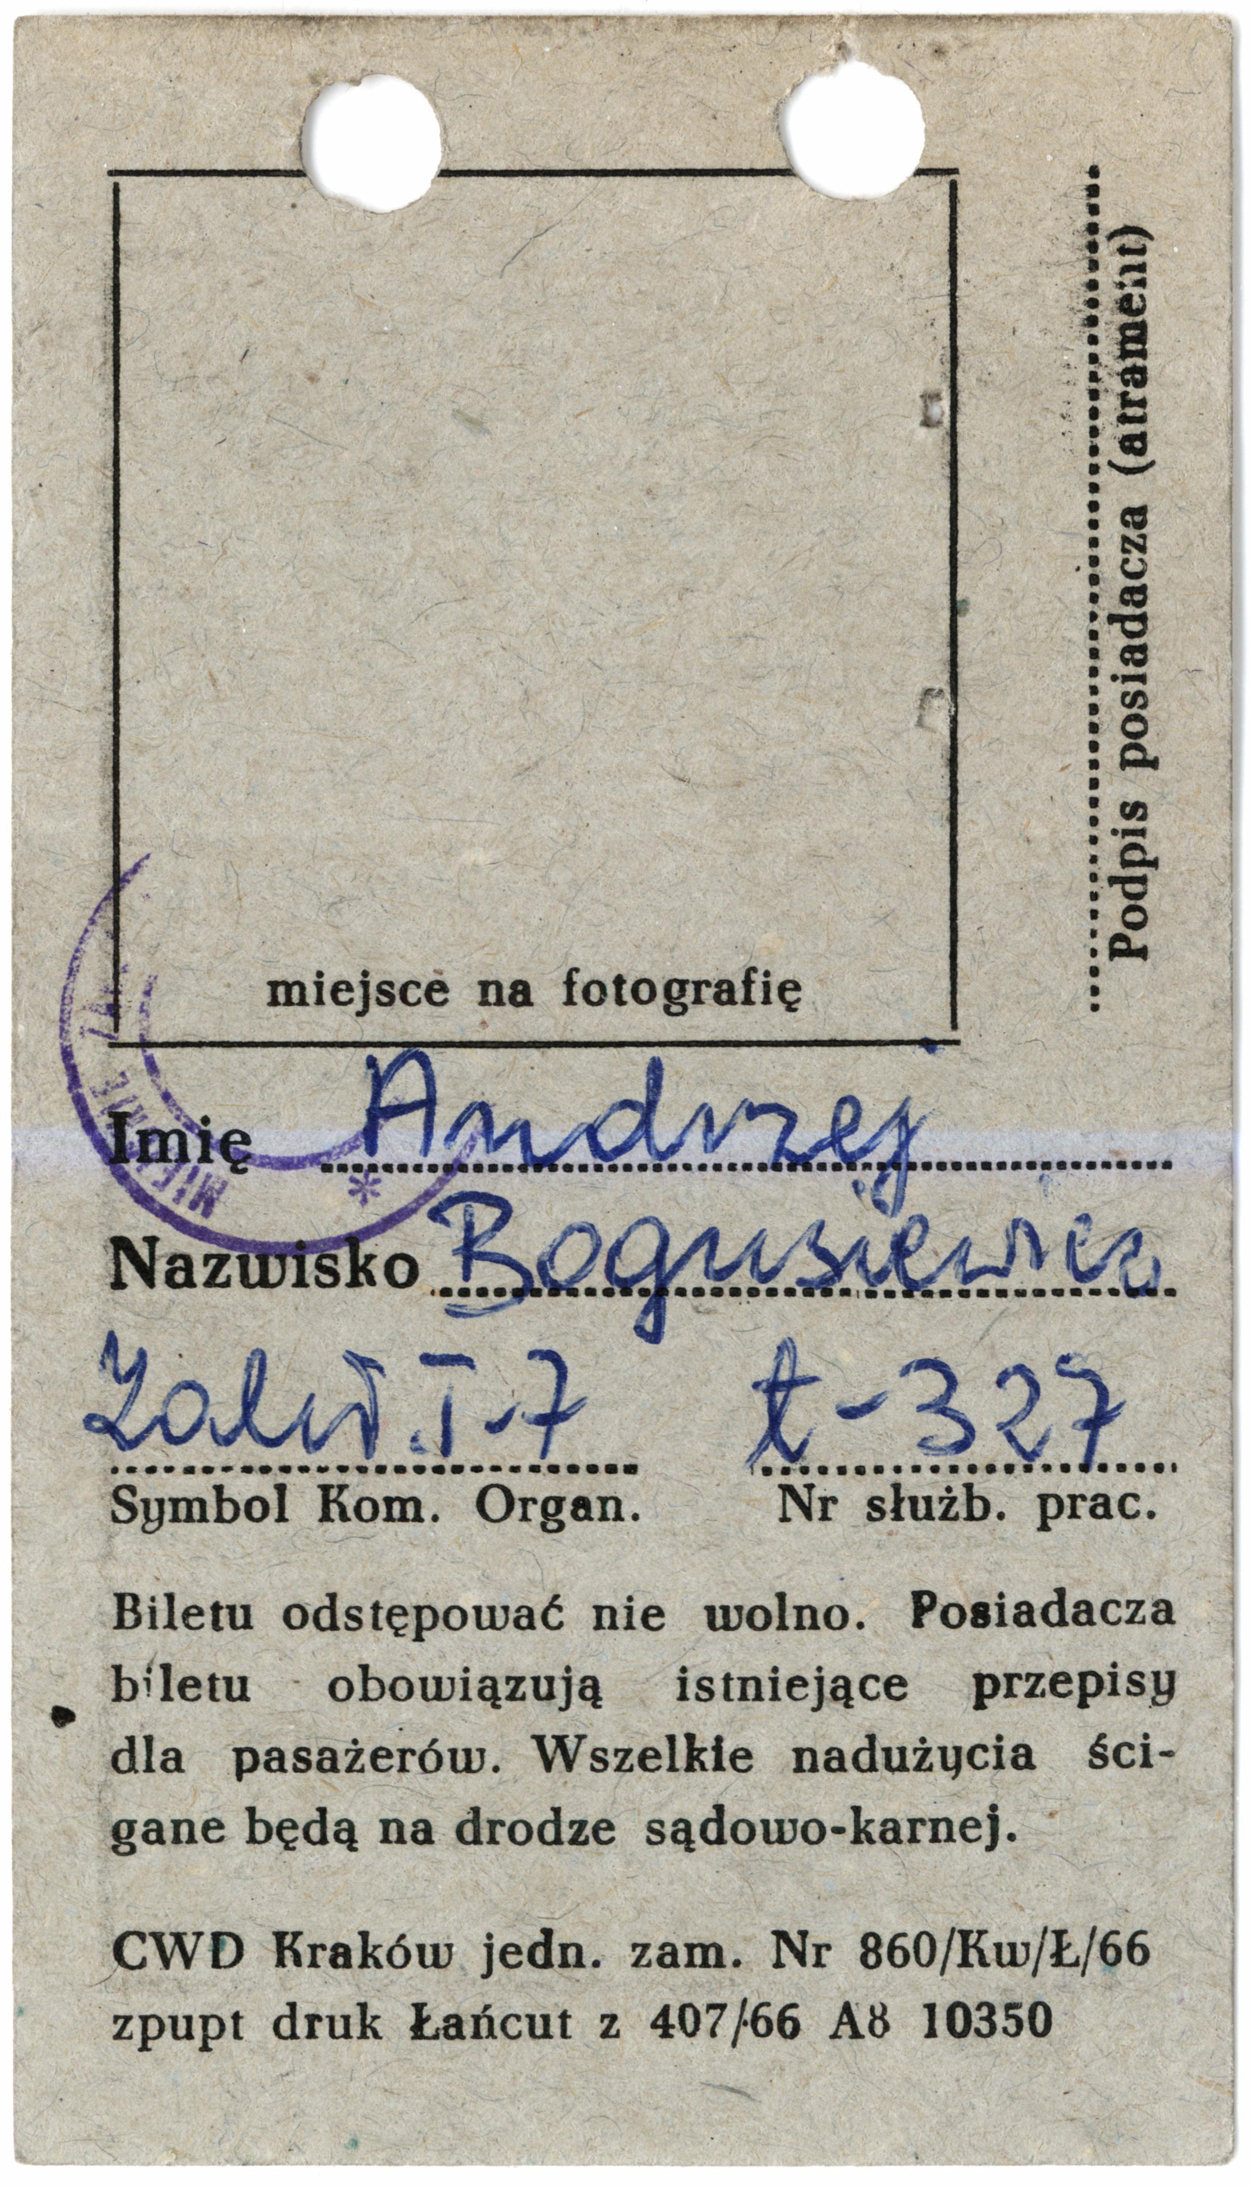 Podpis posiadacza (atrament)
miejsce na fotografię
Imię Andrzej
Nazwisko Bogusiewicz
t-327
Symbol Kom. Organ. Nr służb. prac.
Biletu odstępować nie wolno. Posiadacza
biletu obowiązują istniejące przepisy
dla pasażerów. Wszelkie nadużycia ści-
gane będą na drodze sądowo-karnej.
CWD Kraków jedn. zam. Nr 860/Kw/Ł/66
zpupt druk Łańcut z 407/66 A8 10350